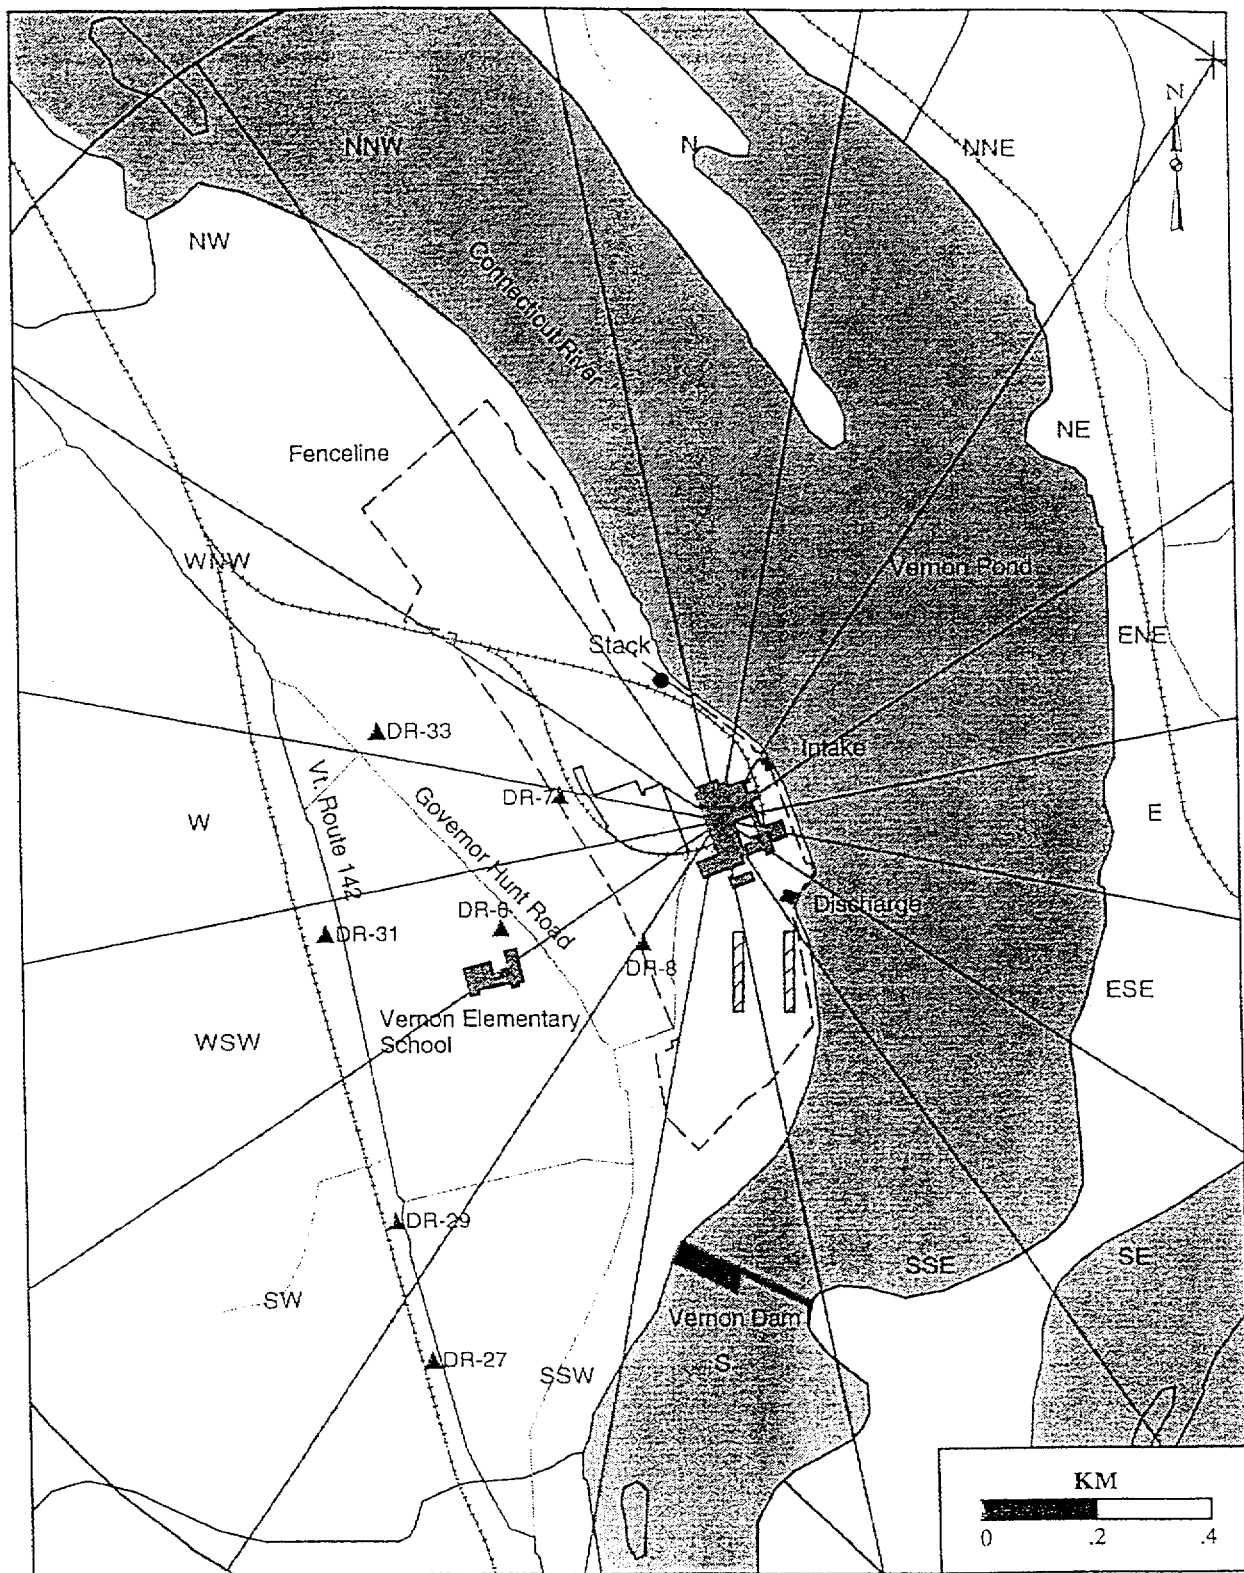 N
NNW
N
NNE
NW
Connecticut River
NE
Fenceline
WNW
Vernon Pond
ENE
Stack
DR-33
Intake
DR-7
Vt. Route 142
Governor Hunt Road
W
E
DR-6
Discharge
DR-31
DR-8
ESE
Vernon Elementary
School
WSW
DR-29
SSE
SE
SW
Vernon Dam
DR-27
S
SSW
KM
0 .2 .4